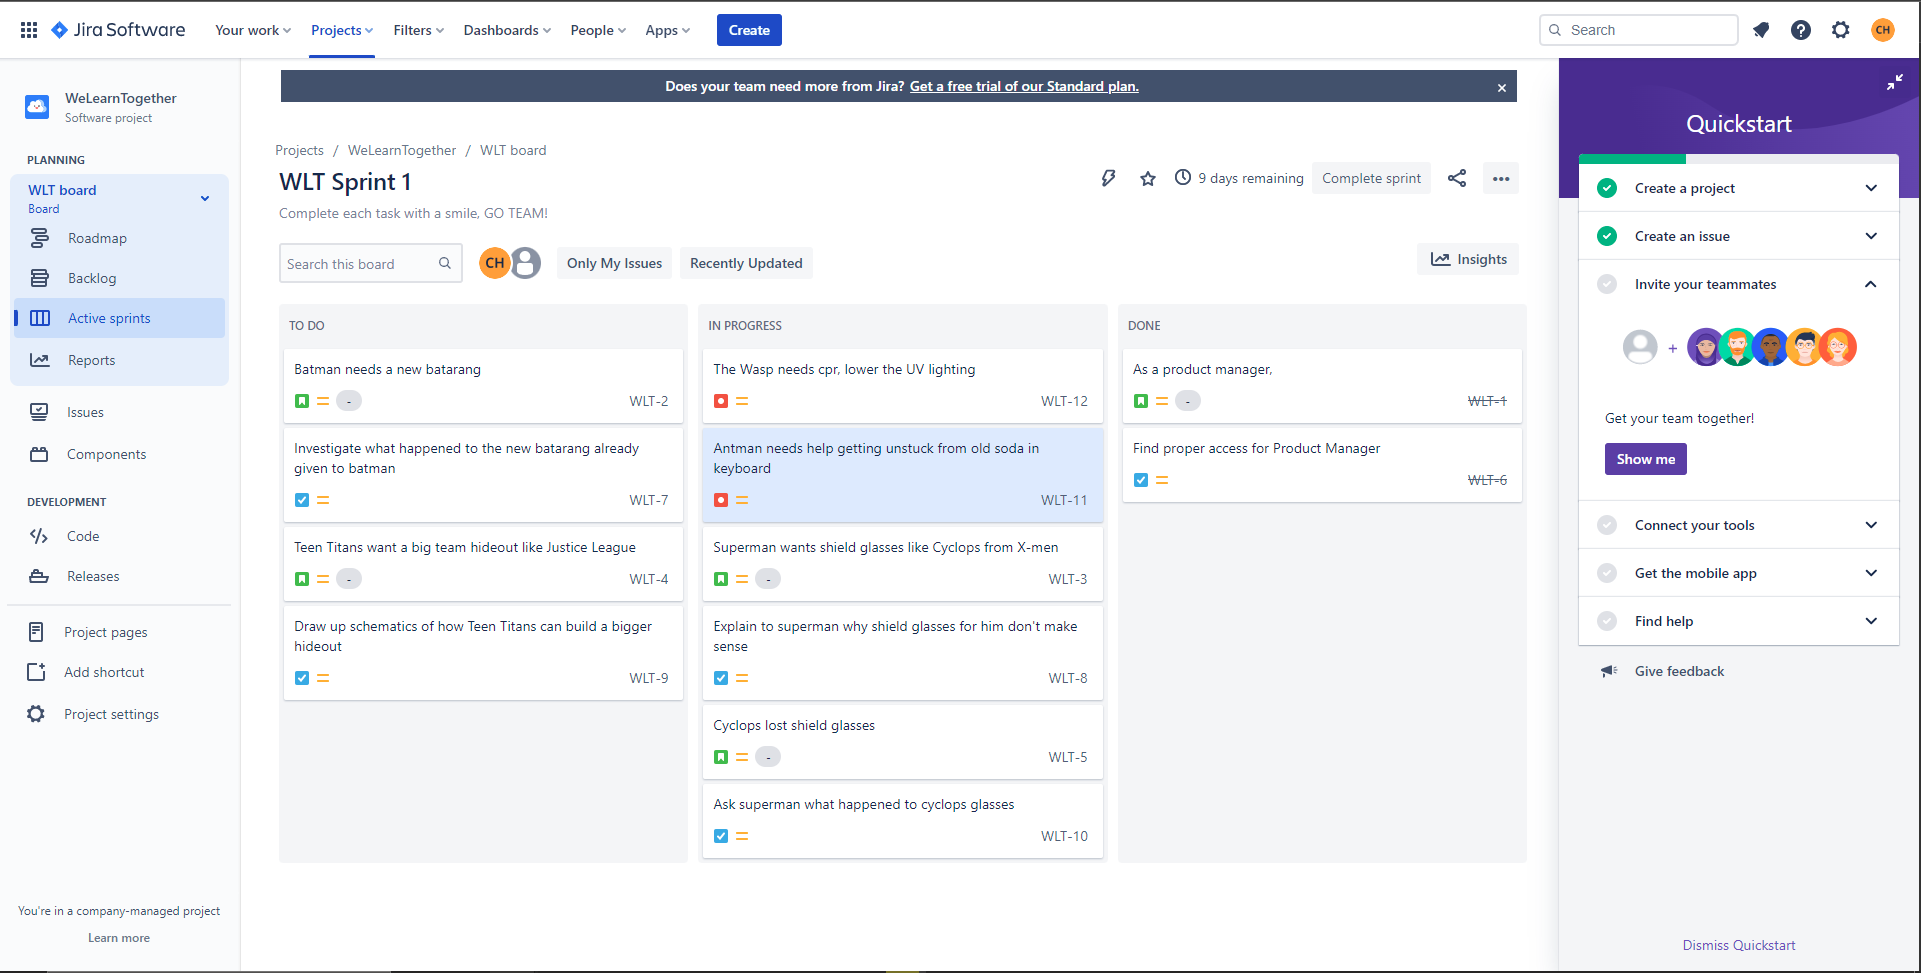 Jira Software
Your work
Projects
Filters
Dashboards
People
Apps
Create
Search
CH
WeLearnTogether
Software project
PLANNING
WLT board
Board
Roadmap
Backlog
Active sprints
Reports
Issues
Components
DEVELOPMENT
Code
Releases
Project pages
Add shortcut
Project settings
You're in a company-managed project
Learn more
Does your team need more from Jira? Get a free trial of our Standard plan.
Projects / WeLearnTogether / WLT board
WLT Sprint 1
9 days remaining
Complete sprint
Complete each task with a smile, GO TEAM!
Search this board
CH
Only My Issues
Recently Updated
Insights
TO DO
Batman needs a new batarang
-
WLT-2
Investigate what happened to the new batarang already
given to batman
WLT-7
Teen Titans want a big team hideout like Justice League
-
WLT-4
Draw up schematics of how Teen Titans can build a bigger
hideout
WLT-9
IN PROGRESS
The Wasp needs cpr, lower the UV lighting
WLT-12
Antman needs help getting unstuck from old soda in
keyboard
WLT-11
Superman wants shield glasses like Cyclops from X-men
-
WLT-3
Explain to superman why shield glasses for him don't make
sense
WLT-8
Cyclops lost shield glasses
-
WLT-5
Ask superman what happened to cyclops glasses
WLT-10
DONE
As a product manager,
-
WLT-1
Find proper access for Product Manager
WLT-6
Quickstart
Create a project
Create an issue
Invite your teammates
+
Get your team together!
Show me
Connect your tools
Get the mobile app
Find help
Give feedback
Dismiss Quickstart